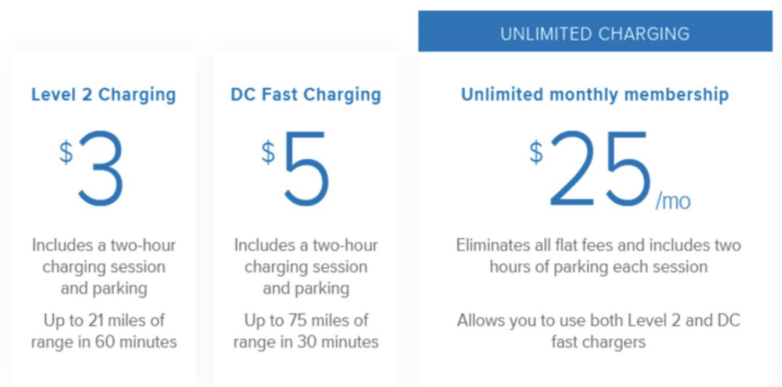 UNLIMITED CHARGING
Level 2 Charging
$3
Includes a two-hour
charging session
and parking
Up to 21 miles of
range in 60 minutes
DC Fast Charging
$5
Includes a two-hour
charging session
and parking
Up to 75 miles of
range in 30 minutes
Unlimited monthly membership
$25/mo
Eliminates all flat fees and includes two
hours of parking each session
Allows you to use both Level 2 and DC
fast chargers